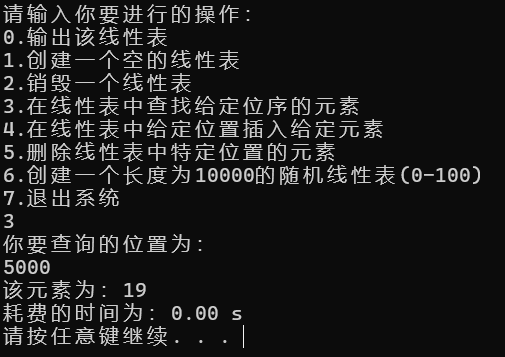 请输入你要进行的操作:
0.输出该线性表
1.创建一个空的线性表
2.销毁一个线性表
3.在线性表中查找给定位序的元素
4.在线性表中给定位置插入给定元素
5.删除线性表中特定位置的元素
6.创建一个长度为10000的随机线性表(0-100)
7.退出系统
3
你要查询的位置为:
5000
该元素为: 19
耗费的时间为: 0.00 s
请按任意键继续. . .